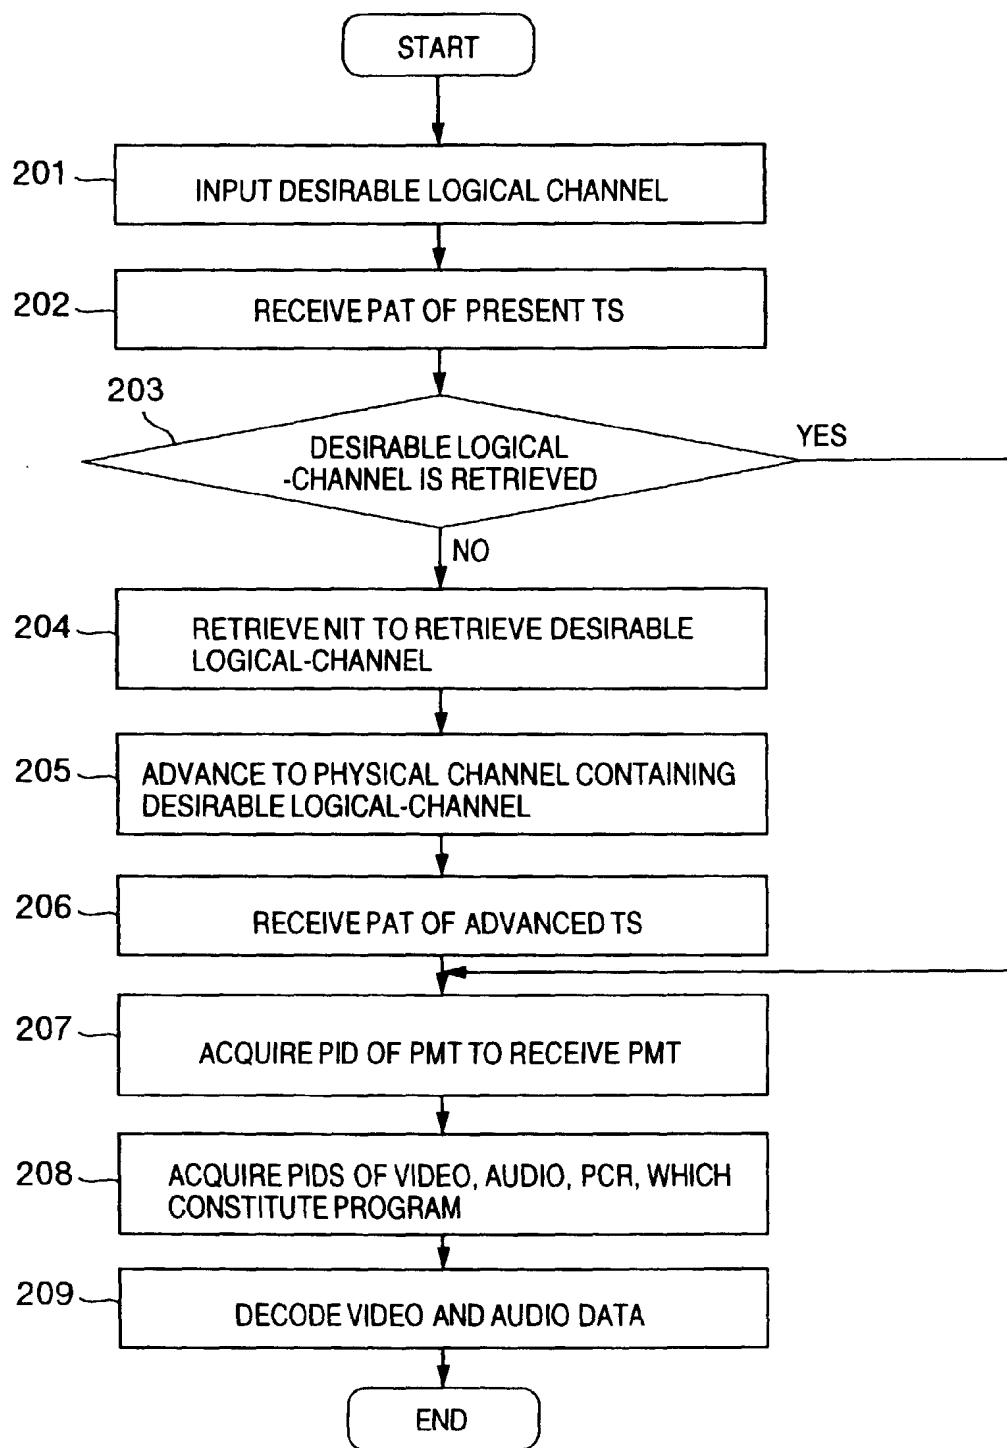 START
201
INPUT DESIRABLE LOGICAL CHANNEL
202
RECEIVE PAT OF PRESENT TS
203
DESIRABLE LOGICAL
-CHANNEL IS RETRIEVED
YES
NO
204
RETRIEVE NIT TO RETRIEVE DESIRABLE
LOGICAL-CHANNEL
205
ADVANCE TO PHYSICAL CHANNEL CONTAINING
DESIRABLE LOGICAL-CHANNEL
206
RECEIVE PAT OF ADVANCED TS
207
ACQUIRE PID OF PMT TO RECEIVE PMT
208
ACQUIRE PIDS OF VIDEO, AUDIO, PCR, WHICH
CONSTITUTE PROGRAM
209
DECODE VIDEO AND AUDIO DATA
END